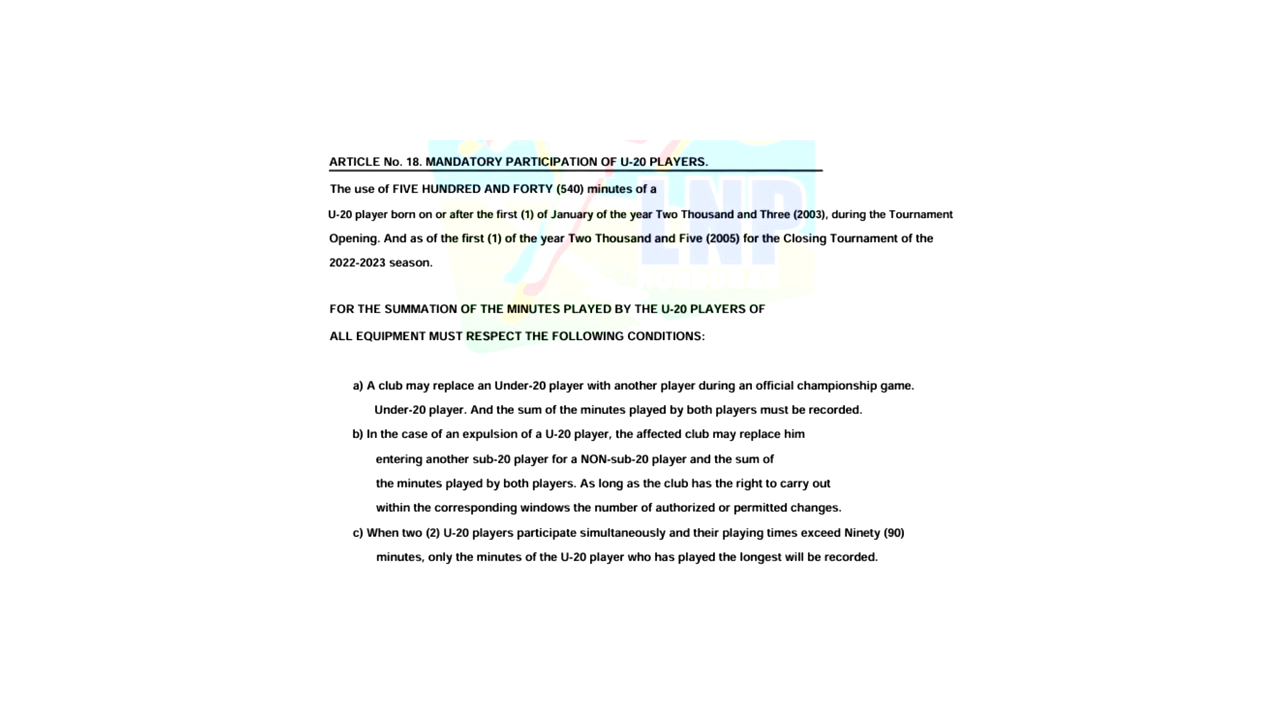 ARTICLE No. 18. MANDATORY PARTICIPATION OF U-20 PLAYERS.
The use of FIVE HUNDRED AND FORTY (540) minutes of a
U-20 player born on or after the first (1) of January of the year Two Thousand and Three (2003), during the Tournament
Opening. And as of the first (1) of the year Two Thousand and Five (2005) for the Closing Tournament of the
2022-2023 season.
LNP
HONDURAS
FOR THE SUMMATION OF THE MINUTES PLAYED BY THE U-20 PLAYERS OF
ALL EQUIPMENT MUST RESPECT THE FOLLOWING CONDITIONS:
a) A club may replace an Under-20 player with another player during an official championship game.
Under-20 player. And the sum of the minutes played by both players must be recorded.
b) In the case of an expulsion of a U-20 player, the affected club may replace him
entering another sub-20 player for a NON-sub-20 player and the sum of
the minutes played by both players. As long as the club has the right to carry out
within the corresponding windows the number of authorized or permitted changes.
c) When two (2) U-20 players participate simultaneously and their playing times exceed Ninety (90)
minutes, only the minutes of the U-20 player who has played the longest will be recorded.